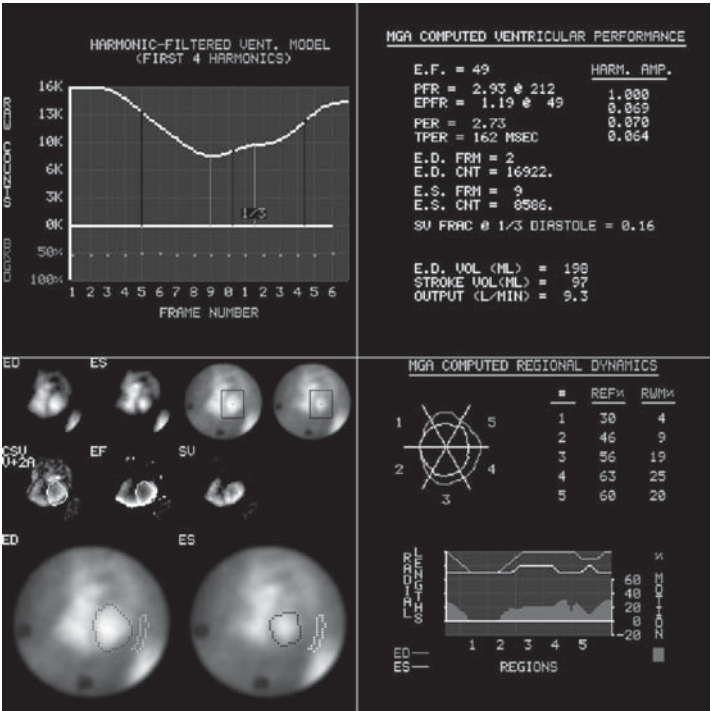 HARMONIC-FILTERED VENT. MODEL
(FIRST 4 HARMONICS)
16K
13K
10K
6K
3K
0K
50%
100%
RAW COUNTS
1/3
1 2 3 4 5 6 7 8 9 0 1 2 3 4 5 6
FRAME NUMBER
MGA COMPUTED VENTRICULAR PERFORMANCE
E.F. = 49
PFR = 2.93 @ 212
EPFR = 1.19 @ 49
PER = 2.73
TPER = 162 MSEC
E.D. FRM = 2
E.D. CNT = 16922.
E.S. FRM = 9
E.S. CNT = 8586.
SV FRAC @ 1/3 DIASTOLE = 0.16
HARM. AMP.
1.000
0.069
0.070
0.064
E.D. VOL (ML) = 198
STROKE VOL(ML) = 97
OUTPUT (L/MIN) = 9.3
ED ES
CSV EF SV
V+2A
ED ES
MGA COMPUTED REGIONAL DYNAMICS
1 5
2 4
3
# REF% RWM%
1 30 4
2 46 9
3 56 19
4 63 25
5 60 20
RADIAL LENGTHS
60
40
20
0
-20
% MOTION
1 2 3 4 5
ED
ES
REGIONS